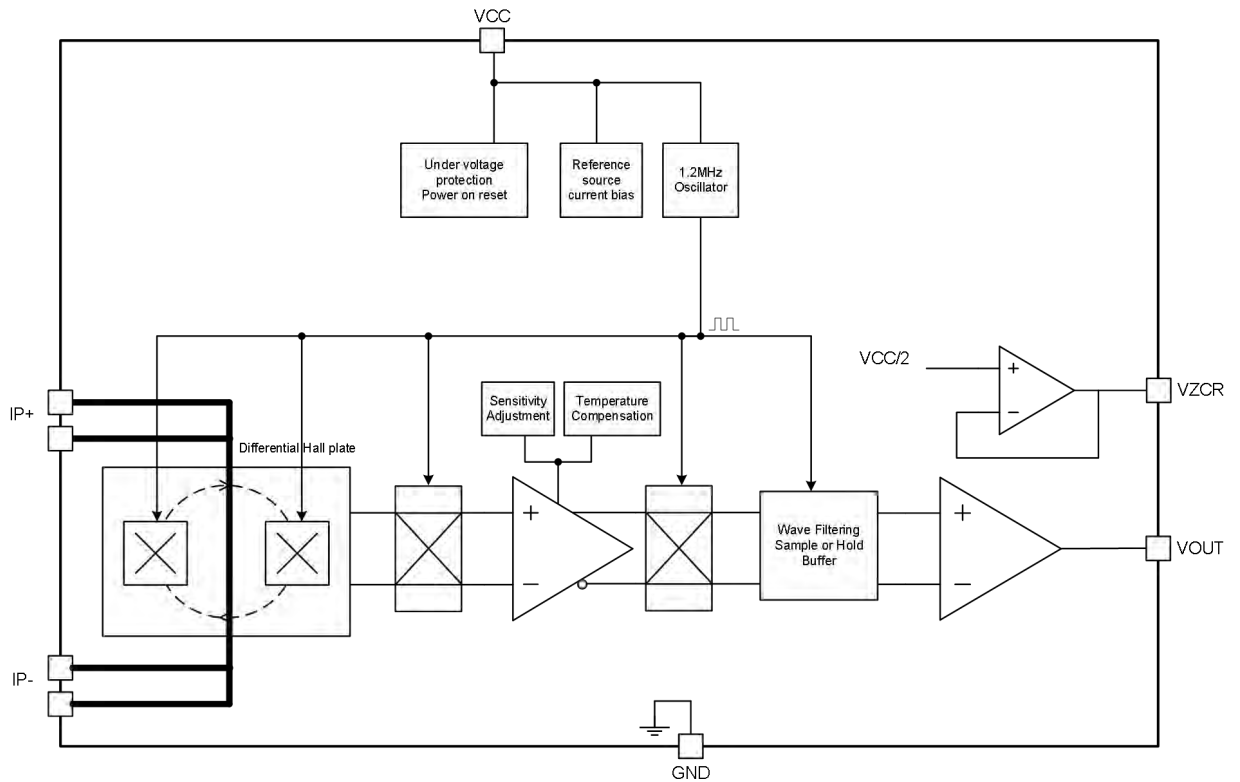 VCC
Under voltage
protection
Power on reset
Reference
source
current bias
1.2MHz
Oscillator
VCC/2
+
−
VZCR
IP+
Sensitivity
Adjustment
Temperature
Compensation
Differential Hall plate
+
−
Wave Filtering
Sample or Hold
Buffer
+
−
VOUT
IP-
GND